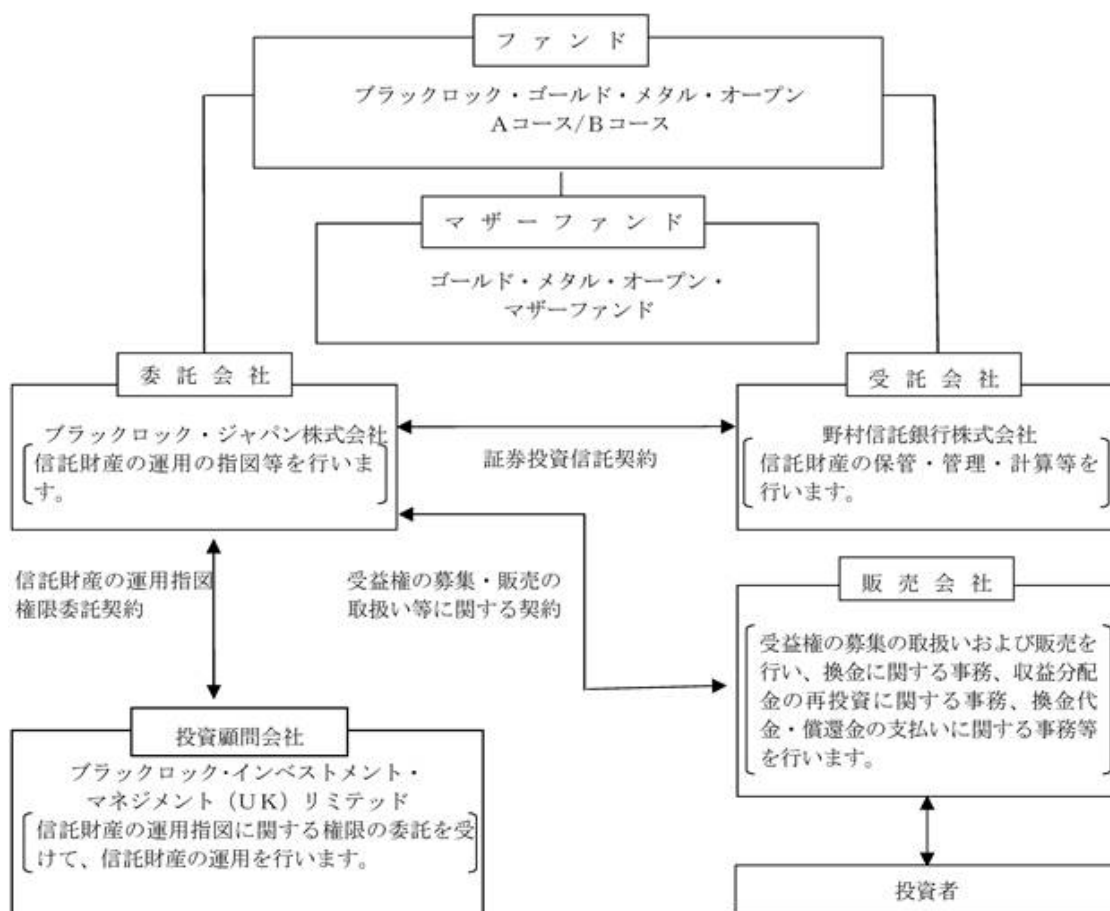 ファンド
ブラックロック・ゴールド・メタル・オープン
Aコース/Bコース
マザーファンド
ゴールド・メタル・オープン・
マザーファンド
委託会社
ブラックロック・ジャパン株式会社
信託財産の運用の指図等を行いま
す。
証券投資信託契約
受託会社
野村信託銀行株式会社
信託財産の保管・管理・計算等を
行います。
信託財産の運用指図
権限委託契約
受益権の募集・販売の
取扱い等に関する契約
販売会社
受益権の募集の取扱いおよび販売を
行い、換金に関する事務、収益分配
金の再投資に関する事務、換金代
金・償還金の支払いに関する事務等
を行います。
投資顧問会社
ブラックロック・インベストメント・
マネジメント（UK）リミテッド
信託財産の運用指図に関する権限の委託を受
けて、信託財産の運用を行います。
投資者